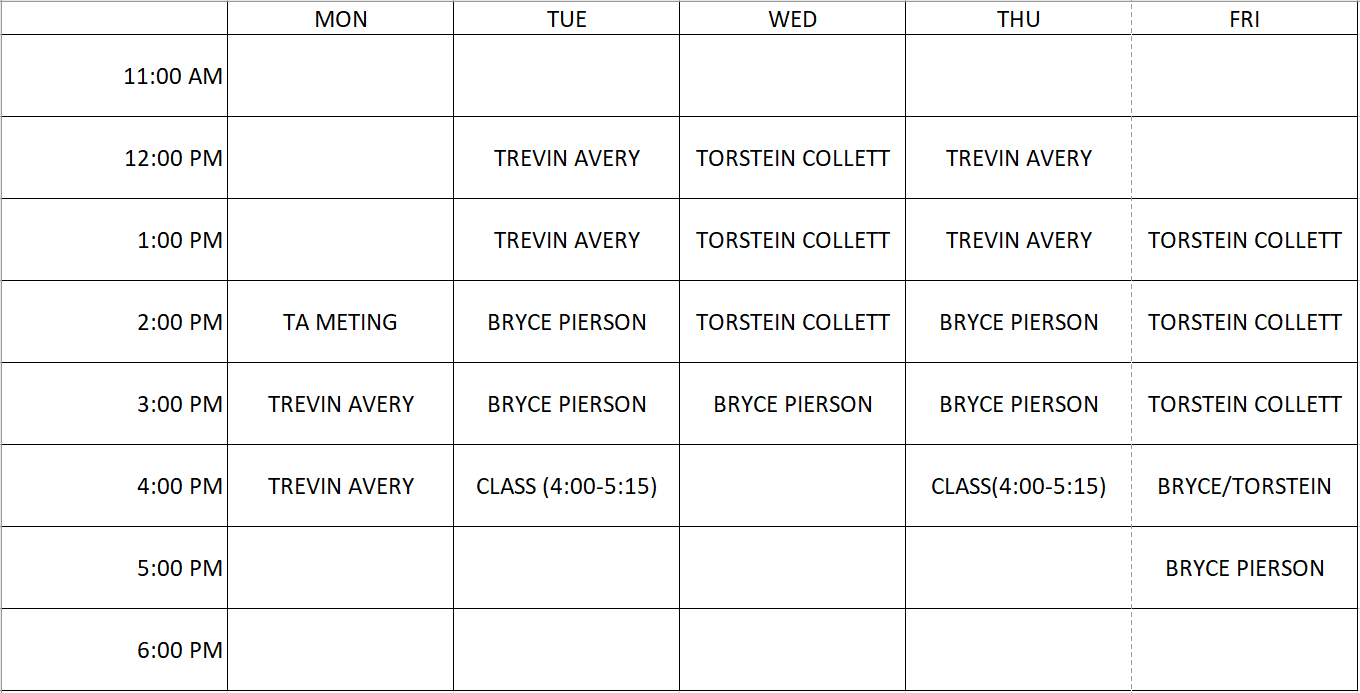 MON TUE WED THU FRI
11:00 AM
12:00 PM TREVIN AVERY TORSTEIN COLLETT TREVIN AVERY
1:00 PM TREVIN AVERY TORSTEIN COLLETT TREVIN AVERY TORSTEIN COLLETT
2:00 PM TA METING BRYCE PIERSON TORSTEIN COLLETT BRYCE PIERSON TORSTEIN COLLETT
3:00 PM TREVIN AVERY BRYCE PIERSON BRYCE PIERSON BRYCE PIERSON TORSTEIN COLLETT
4:00 PM TREVIN AVERY CLASS (4:00-5:15) CLASS(4:00-5:15) BRYCE/TORSTEIN
5:00 PM BRYCE PIERSON
6:00 PM